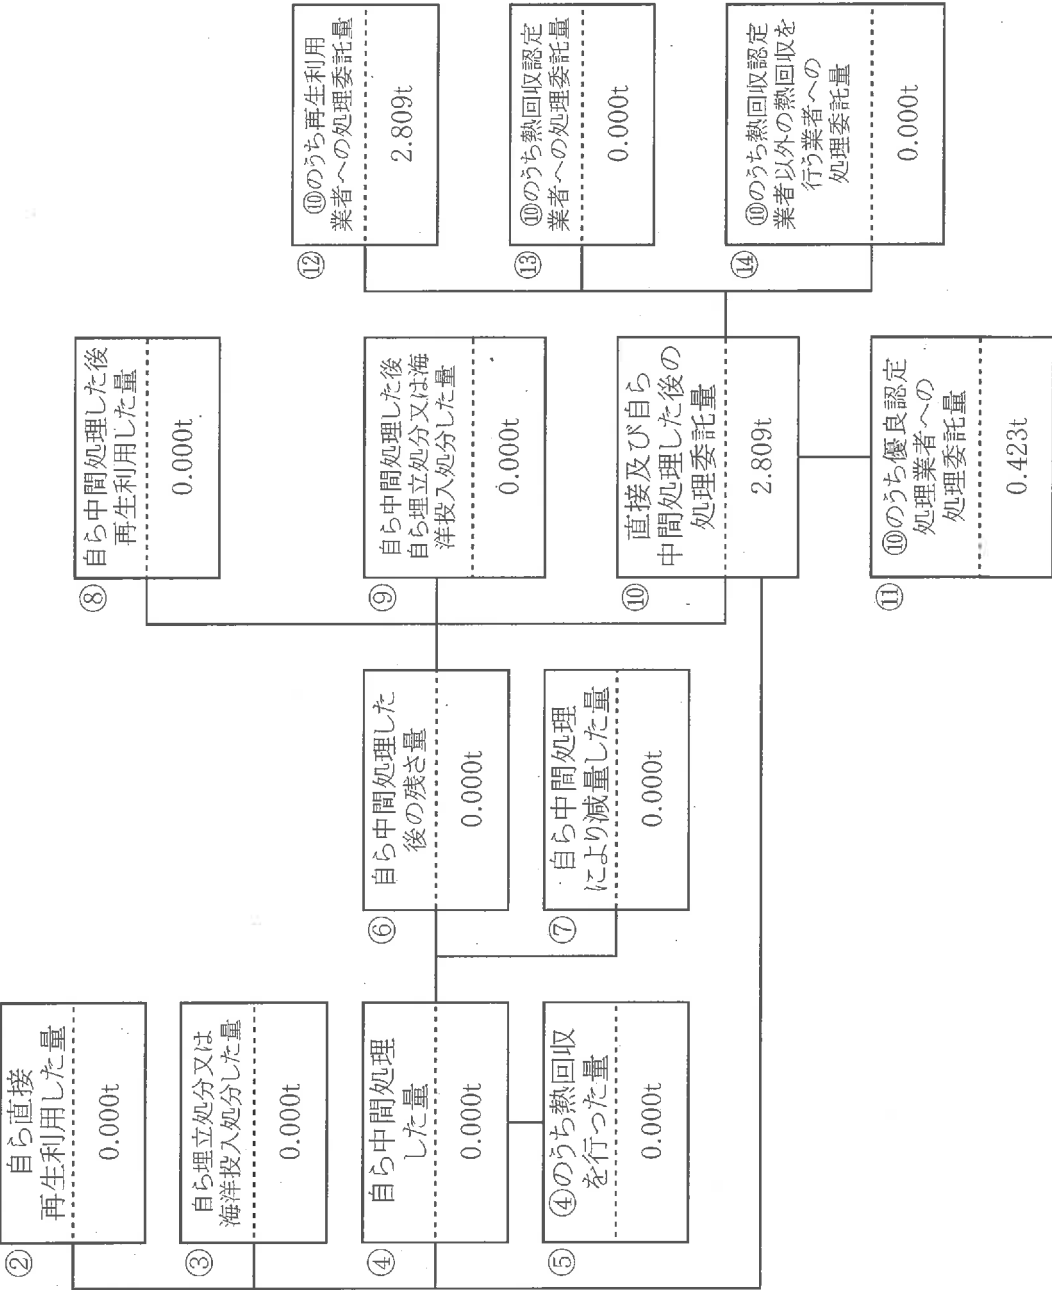 ②
自ら直接
再生利用した量
0.000t
③
自ら埋立処分又は
海洋投入処分した量
0.000t
④
自ら中間処理
した量
0.000t
⑤
④のうち熱回収
を行った量
0.000t
⑥
自ら中間処理した
後の残さ量
0.000t
⑦
自ら中間処理
により減量した量
0.000t
⑧
自ら中間処理した後
再生利用した量
0.000t
⑨
自ら中間処理した後
自ら埋立処分又は海
洋投入処分した量
0.000t
⑩
直接及び自ら
中間処理した後の
処理委託量
2.809t
⑪
⑩のうち優良認定
処理業者への
処理委託量
0.423t
⑫
⑩のうち再生利用
業者への処理委託量
2.809t
⑬
⑩のうち熱回収認定
業者への処理委託量
0.000t
⑭
⑩のうち熱回収認定
業者以外の熱回収を
行う業者への
処理委託量
0.000t